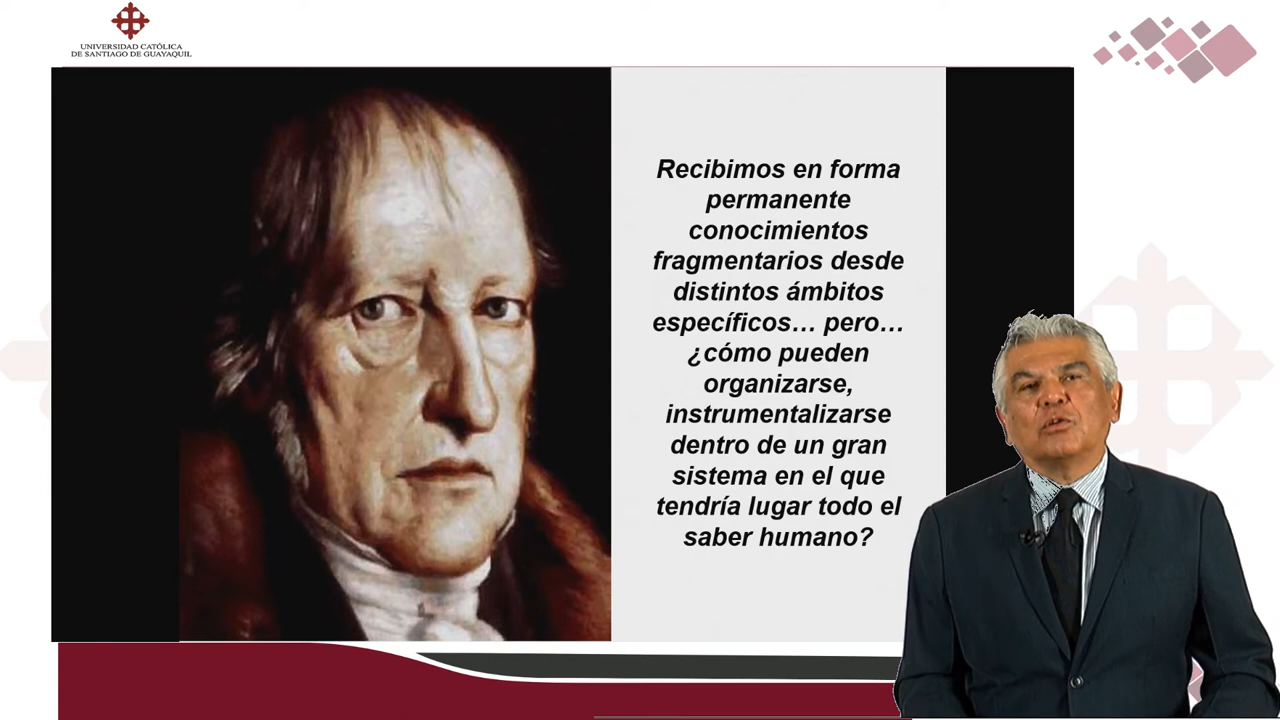 UNIVERSIDAD CATÓLICA
DE SANTIAGO DE GUAYAQUIL
Recibimos en forma
permanente
conocimientos
fragmentarios desde
distintos ámbitos
específicos… pero…
¿cómo pueden
organizarse,
instrumentalizarse
dentro de un gran
sistema en el que
tendría lugar todo el
saber humano?